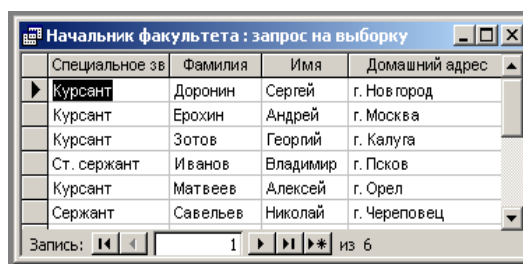 Начальник факультета : запрос на выборку
Специальное зв Фамилия Имя Домашний адрес
Курсант Доронин Сергей г. Новгород
Курсант Ерохин Андрей г. Москва
Курсант Зотов Георгий г. Калуга
Ст. сержант Иванов Владимир г. Псков
Курсант Матвеев Алексей г. Орел
Сержант Савельев Николай г. Череповец
Запись: 1 из 6